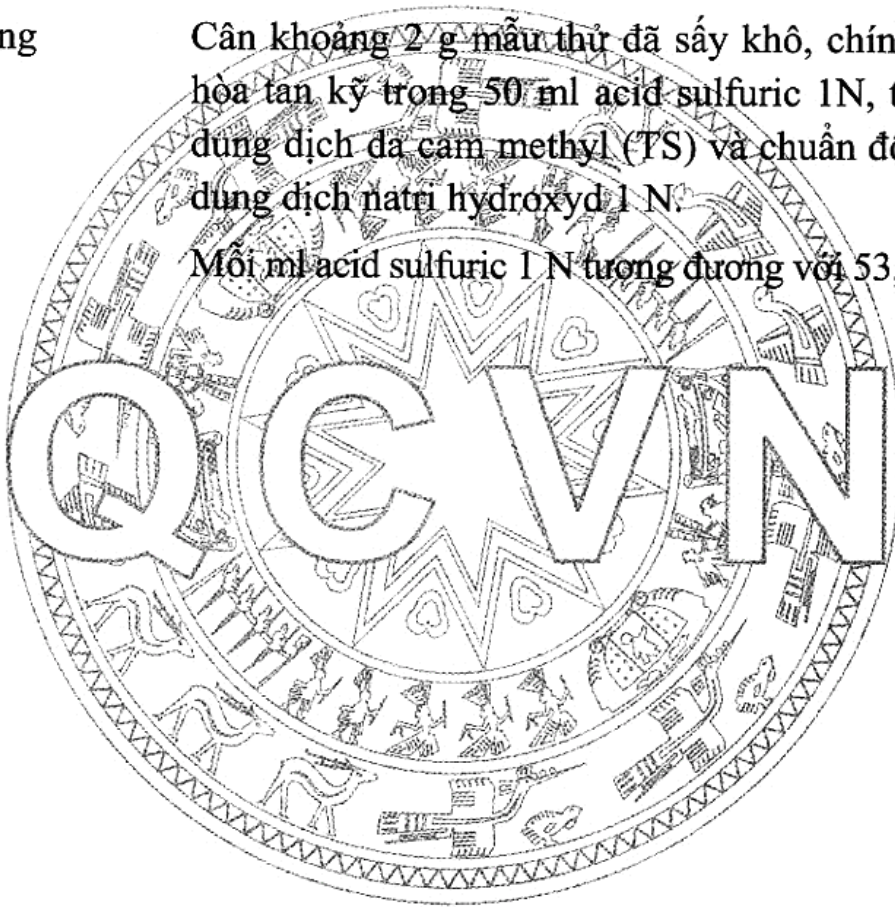 ng
Cân khoảng 2 g mẫu thử đã sấy khô, chín
hòa tan kỹ trong 50 ml acid sulfuric 1N, t
dung dịch da cam methyl (TS) và chuẩn độ
dung dịch natri hydroxyd 1 N.
Mỗi ml acid sulfuric 1 N tương đương với 53.
QCVN